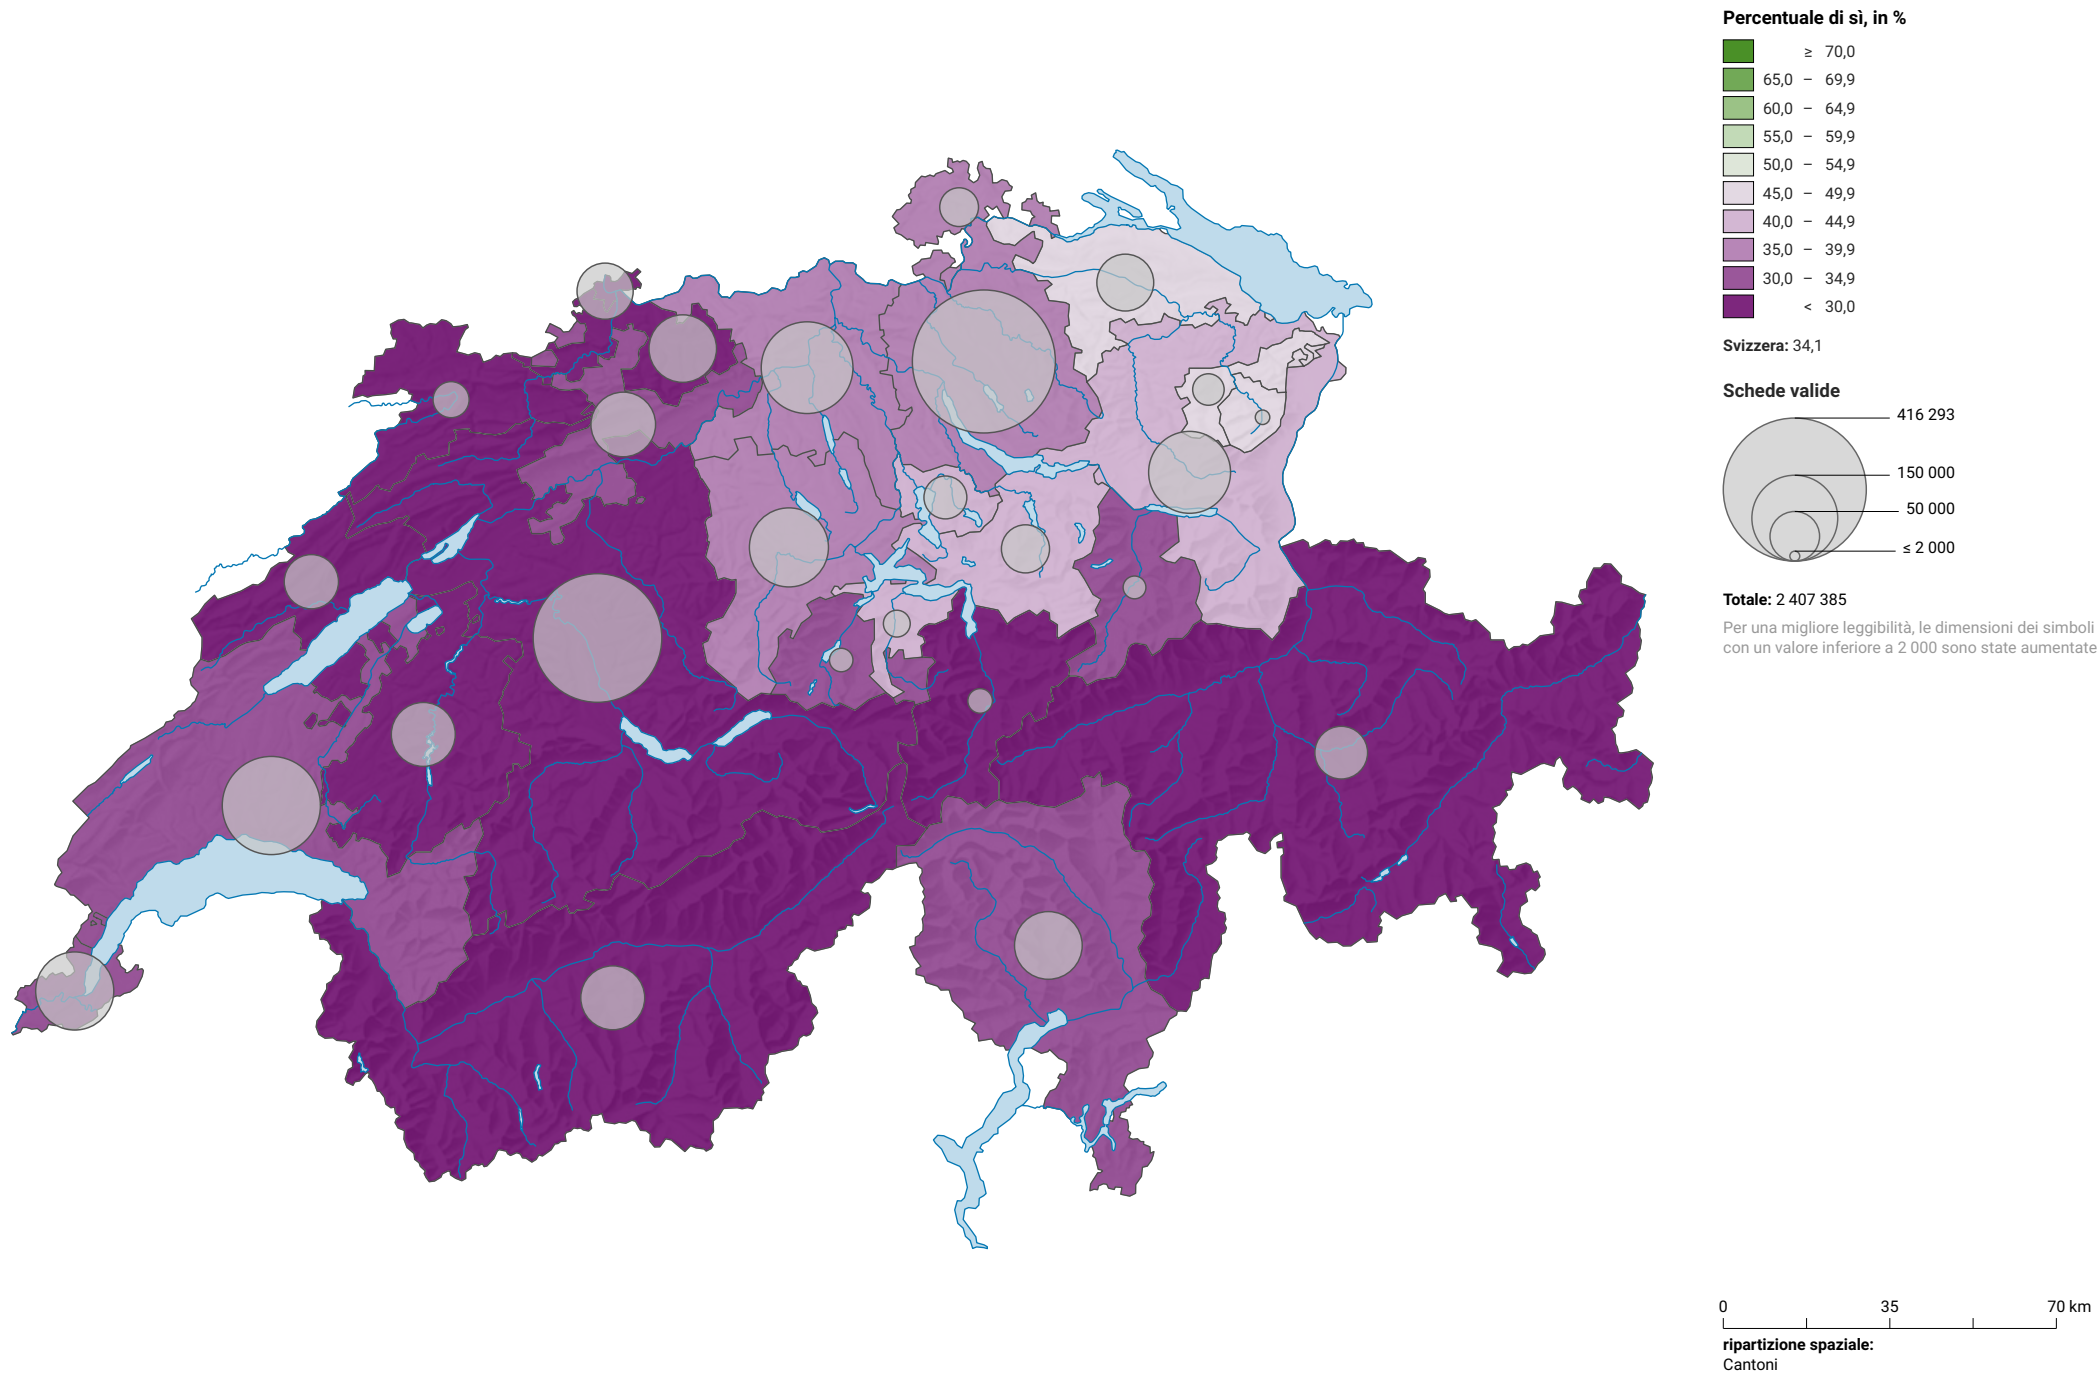 Percentuale di sì, in %
≥ 70,0
65,0 – 69,9
60,0 – 64,9
55,0 – 59,9
50,0 – 54,9
45,0 – 49,9
40,0 – 44,9
35,0 – 39,9
30,0 – 34,9
< 30,0
Svizzera: 34,1
Schede valide
416 293
150 000
50 000
≤ 2 000
Totale: 2 407 385
Per una migliore leggibilità, le dimensioni dei simboli
con un valore inferiore a 2 000 sono state aumentate
0 35 70 km
ripartizione spaziale:
Cantoni